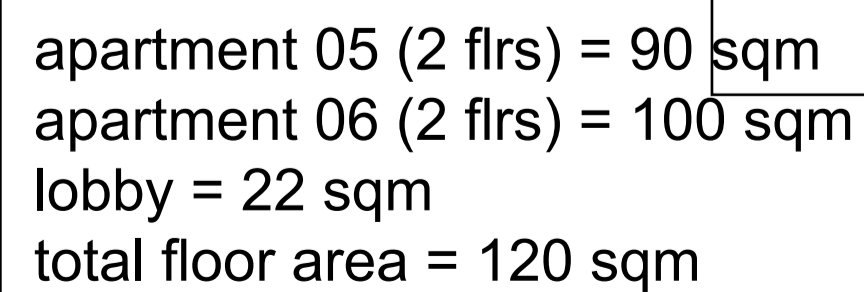 apartment 05 (2 flrs) = 90 sqm
apartment 06 (2 flrs) = 100 sqm
lobby = 22 sqm
total floor area = 120 sqm